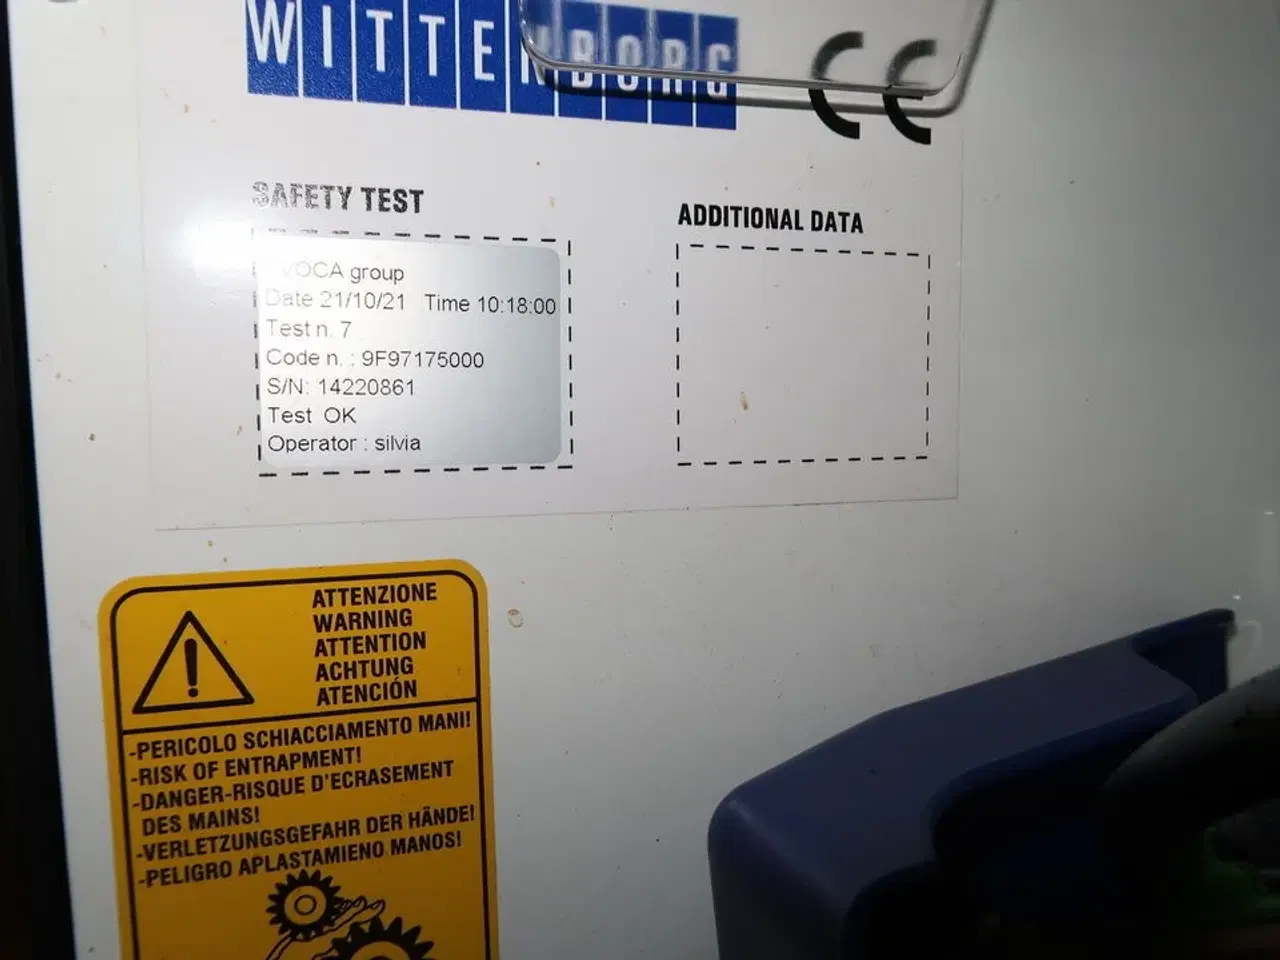 WITTENBORG
CE
SAFETY TEST
ADDITIONAL DATA
EVOCA group
Date 21/10/21 Time 10:18:00
Test n. 7
Code n. : 9F97175000
S/N: 14220861
Test OK
Operator : silvia
ATTENZIONE
WARNING
ATTENTION
ACHTUNG
ATENCIÓN
-PERICOLO SCHIACCIAMENTO MANI!
-RISK OF ENTRAPMENT!
-DANGER-RISQUE D'ECRASEMENT
DES MAINS!
-VERLETZUNGSGEFAHR DER HÄNDE!
-PELIGRO APLASTAMIENO MANOS!